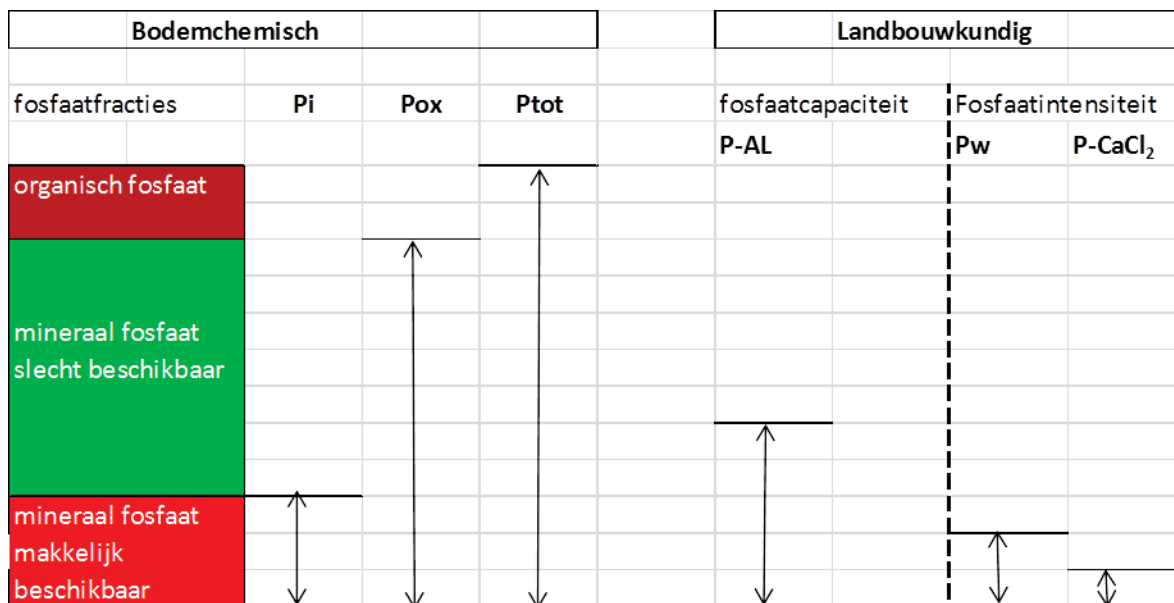 Bodemchemisch
Landbouwkundig
fosfaatfracties
Pi
Pox
Ptot
fosfaatcapaciteit
Fosfaatintensiteit
P-AL
Pw
P-CaCl₂
organisch fosfaat
mineraal fosfaat
slecht beschikbaar
mineraal fosfaat
makkelijk
beschikbaar